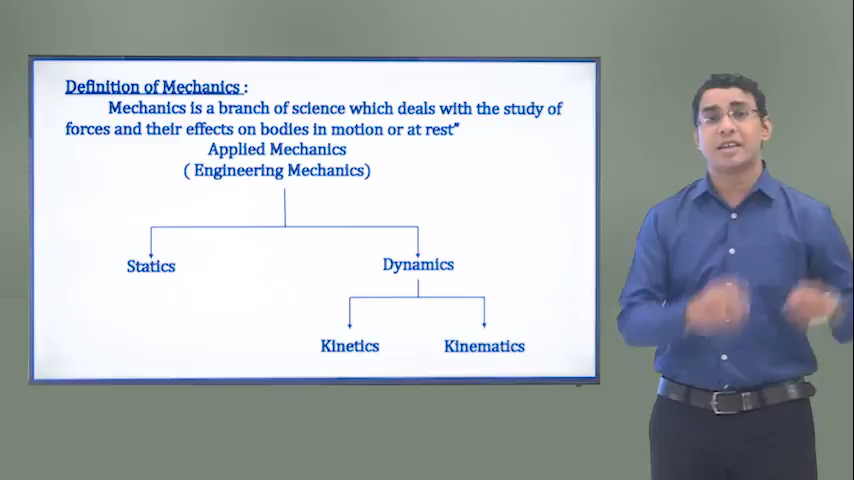 Definition of Mechanics :
Mechanics is a branch of science which deals with the study of
forces and their effects on bodies in motion or at rest”
Applied Mechanics
( Engineering Mechanics)
Statics
Dynamics
Kinetics
Kinematics